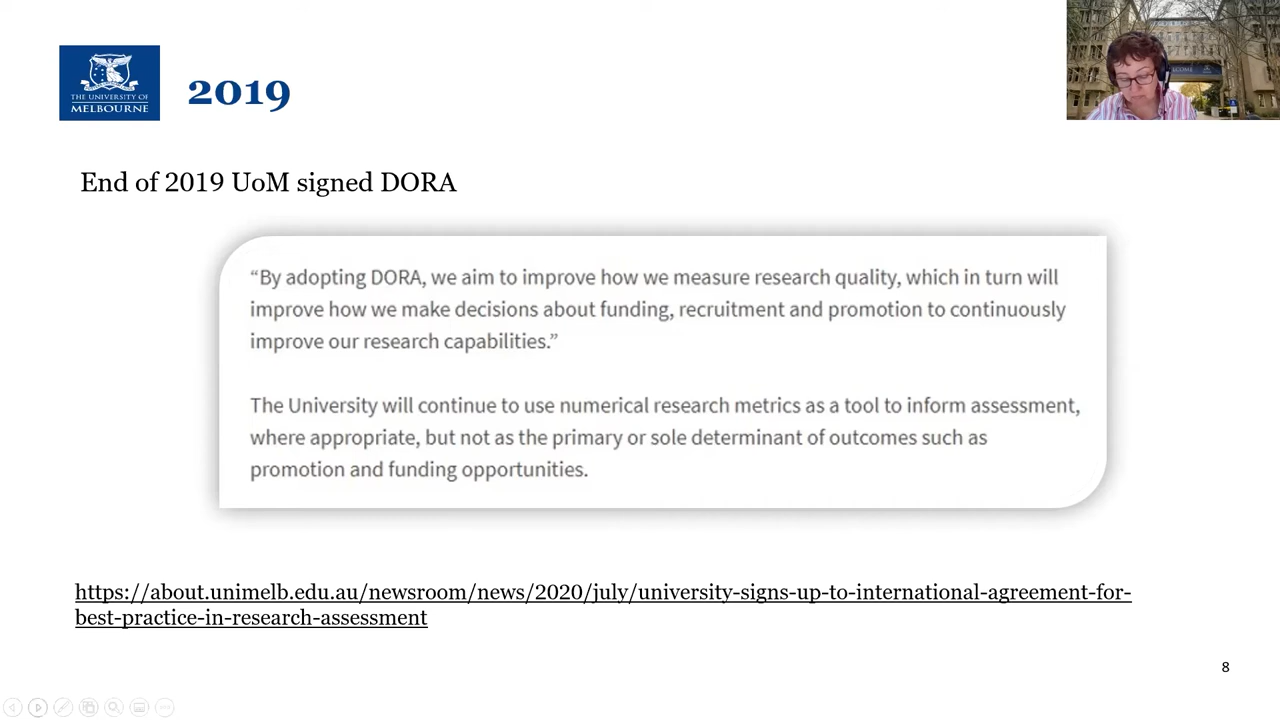 THE UNIVERSITY OF
MELBOURNE
2019
End of 2019 UoM signed DORA
“By adopting DORA, we aim to improve how we measure research quality, which in turn will
improve how we make decisions about funding, recruitment and promotion to continuously
improve our research capabilities.”
The University will continue to use numerical research metrics as a tool to inform assessment,
where appropriate, but not as the primary or sole determinant of outcomes such as
promotion and funding opportunities.
https://about.unimelb.edu.au/newsroom/news/2020/july/university-signs-up-to-international-agreement-for-
best-practice-in-research-assessment
8